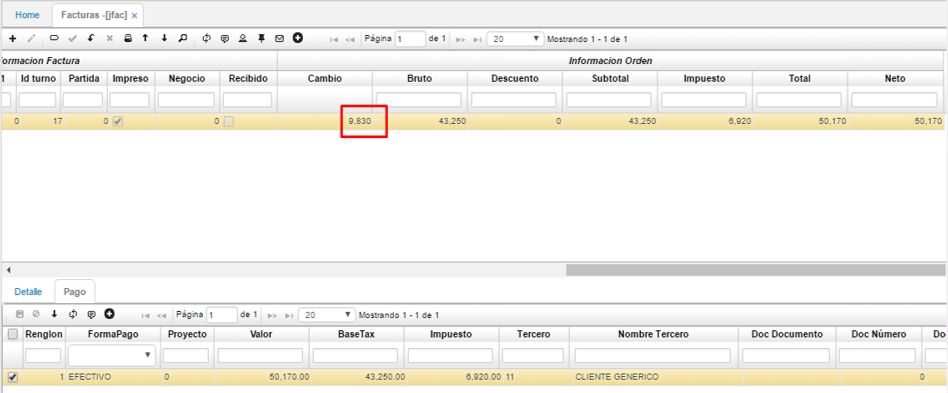 Home Facturas -[jfac] ×
Página 1 de 1 20 Mostrando 1 - 1 de 1
ormacion Factura Informacion Orden
1 Id turno Partida Impreso Negocio Recibido Cambio Bruto Descuento Subtotal Impuesto Total Neto
0 17 0 0 9,830 43,250 0 43,250 6,920 50,170 50,170
Detalle Pago
Página 1 de 1 20 Mostrando 1 - 1 de 1
Renglon FormaPago Proyecto Valor BaseTax Impuesto Tercero Nombre Tercero Doc Documento Doc Número Do
1 EFECTIVO 0 50,170.00 43,250.00 6,920.00 11 CLIENTE GENERICO 0